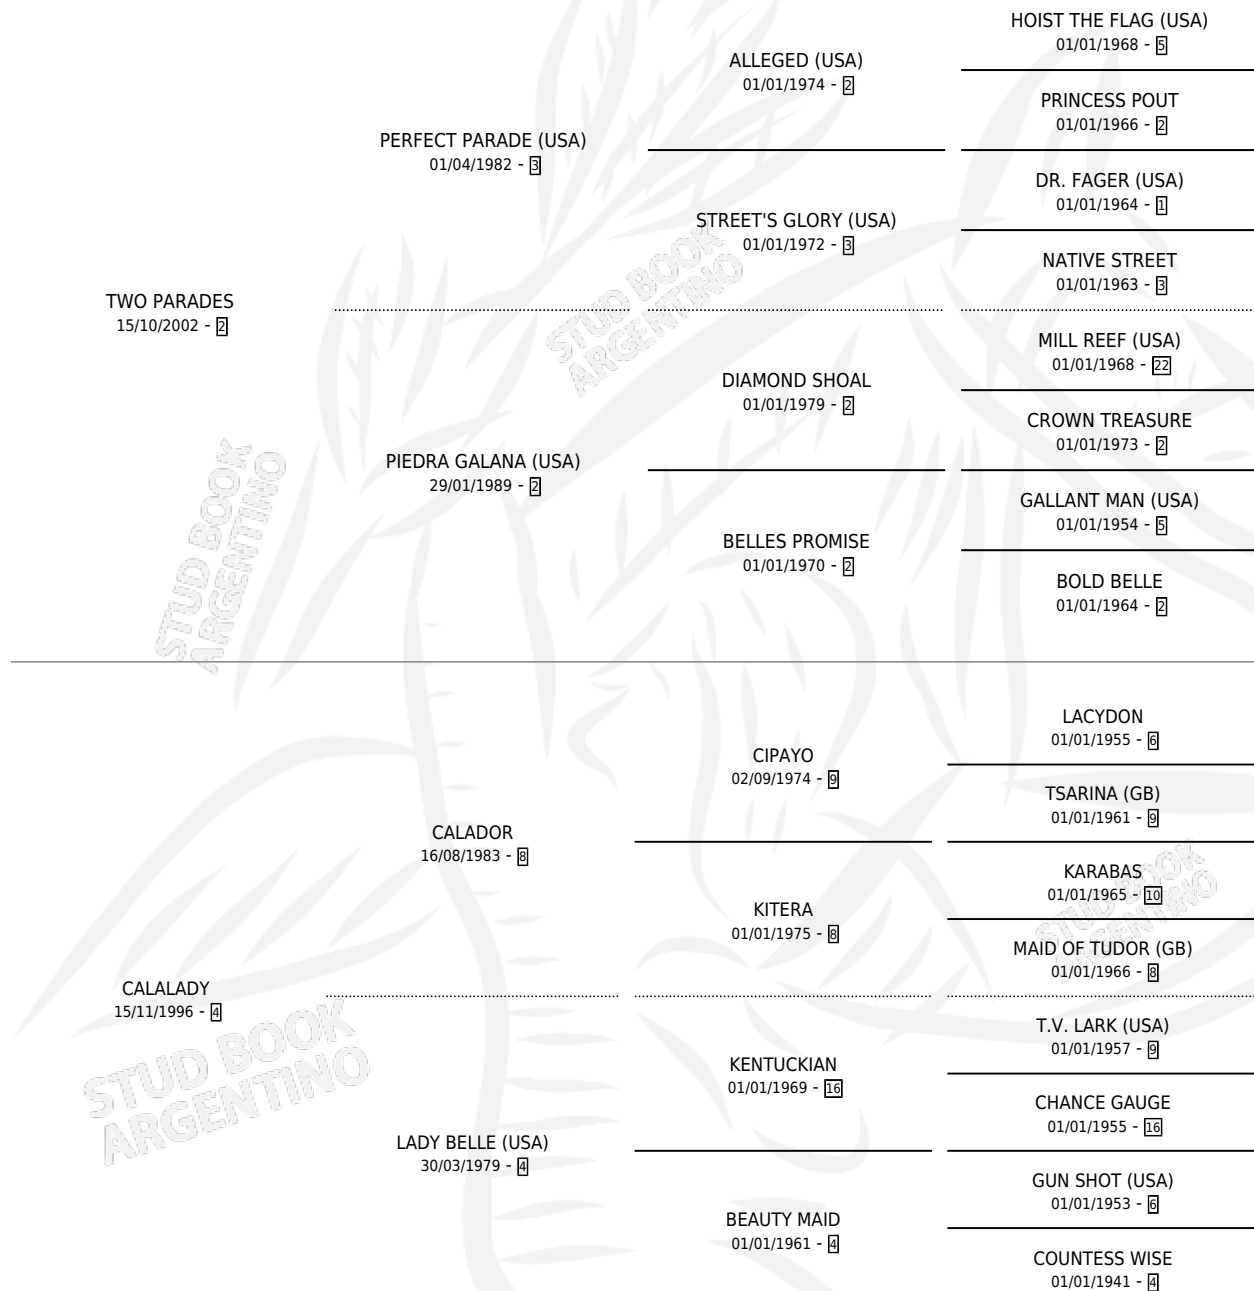 HOIST THE FLAG (USA)
01/01/1968 - 5
ALLEGED (USA)
01/01/1974 - 2
PRINCESS POUT
01/01/1966 - 2
PERFECT PARADE (USA)
01/04/1982 - 3
DR. FAGER (USA)
01/01/1964 - 1
STREET'S GLORY (USA)
01/01/1972 - 3
NATIVE STREET
01/01/1963 - 3
TWO PARADES
15/10/2002 - 2
MILL REEF (USA)
01/01/1968 - 22
DIAMOND SHOAL
01/01/1979 - 2
CROWN TREASURE
01/01/1973 - 2
PIEDRA GALANA (USA)
29/01/1989 - 2
GALLANT MAN (USA)
01/01/1954 - 5
BELLES PROMISE
01/01/1970 - 2
BOLD BELLE
01/01/1964 - 2
LACYDON
01/01/1955 - 6
CIPAYO
02/09/1974 - 9
TSARINA (GB)
01/01/1961 - 9
CALADOR
16/08/1983 - 8
KARABAS
01/01/1965 - 10
KITERA
01/01/1975 - 8
MAID OF TUDOR (GB)
01/01/1966 - 8
CALALADY
15/11/1996 - 4
T.V. LARK (USA)
01/01/1957 - 9
KENTUCKIAN
01/01/1969 - 16
CHANCE GAUGE
01/01/1955 - 16
LADY BELLE (USA)
30/03/1979 - 4
GUN SHOT (USA)
01/01/1953 - 6
BEAUTY MAID
01/01/1961 - 4
COUNTESS WISE
01/01/1941 - 4
STUD BOOK
ARGENTINO
STUD BOOK
ARGENTINO
STUD BOOK
ARGENTINO
STUD BOOK
ARGENTINO